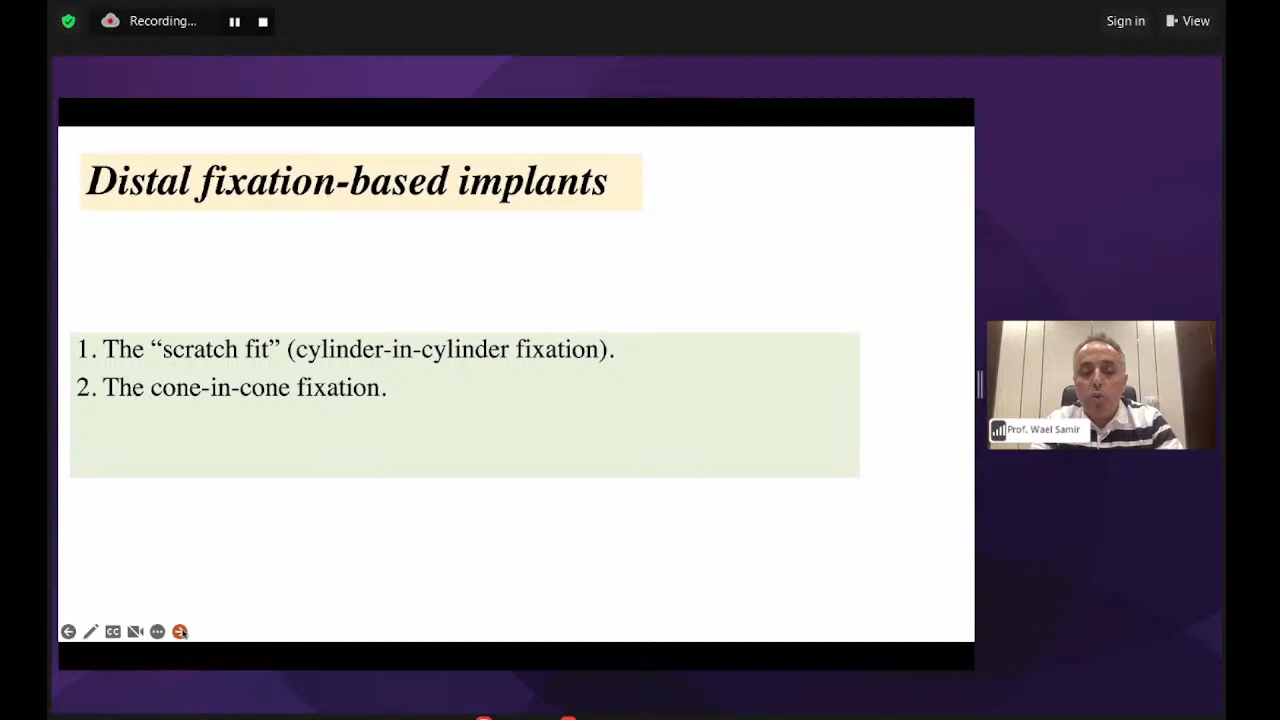 Recording...
Sign in
View
Distal fixation-based implants
1. The “scratch fit” (cylinder-in-cylinder fixation).
2. The cone-in-cone fixation.
Prof. Wael Samir
CC